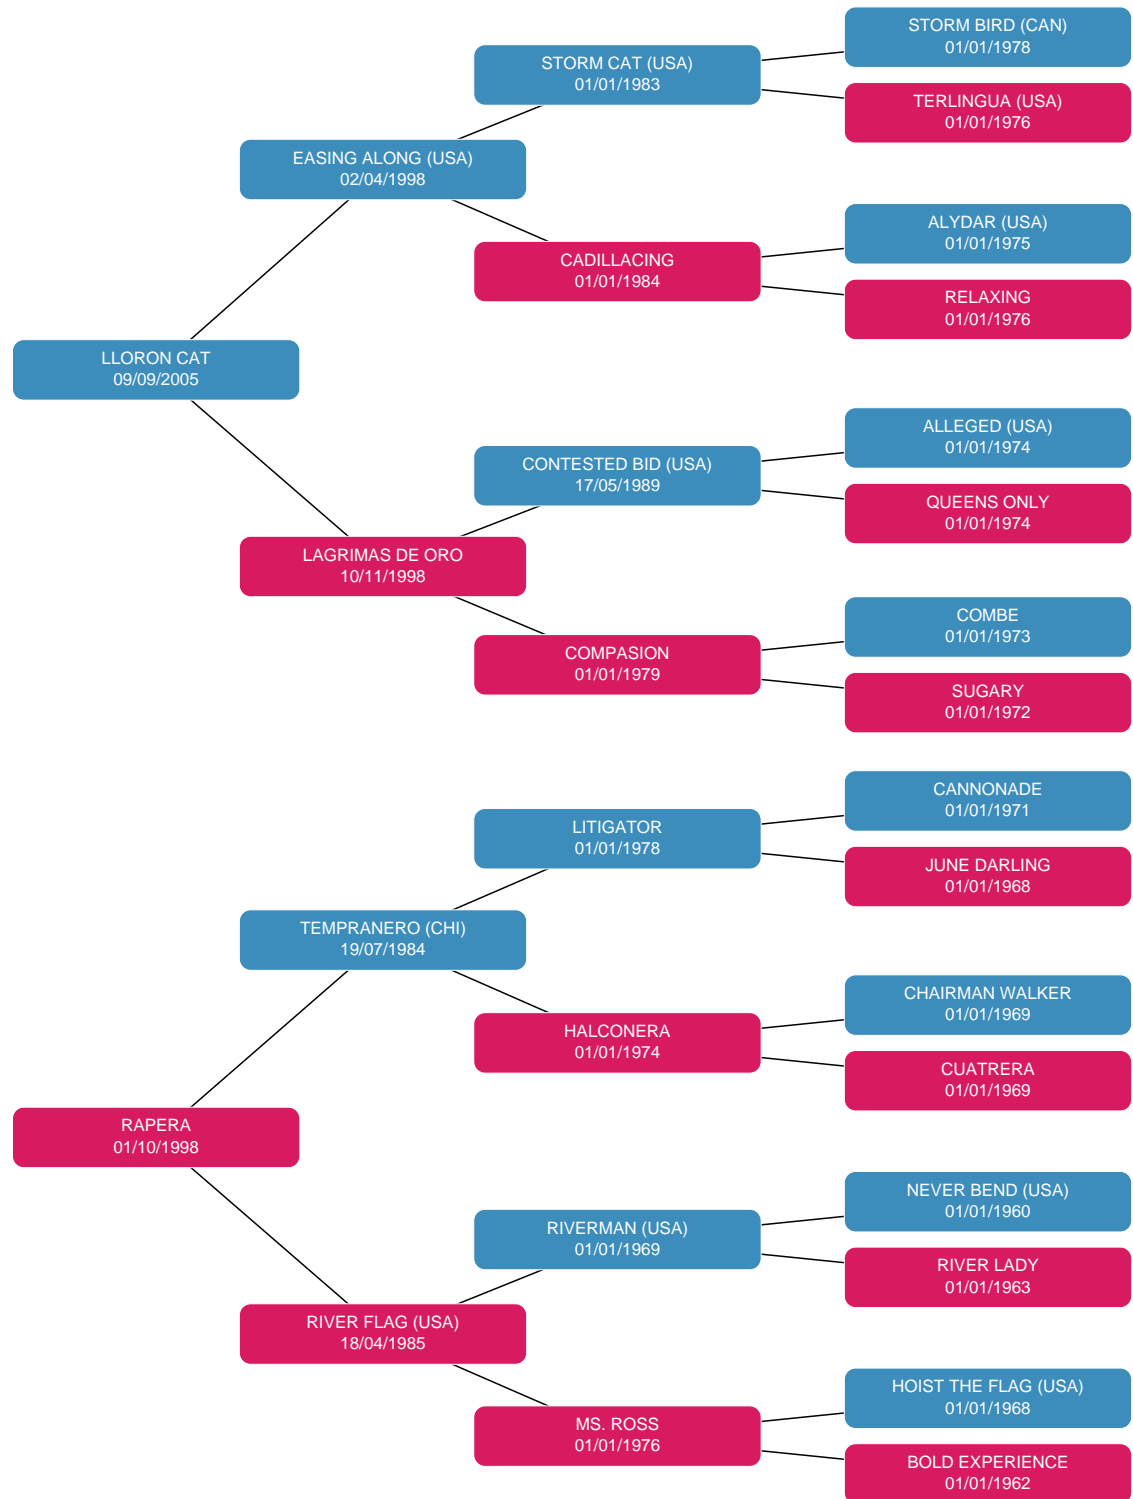 STORM BIRD (CAN)
01/01/1978
STORM CAT (USA)
01/01/1983
TERLINGUA (USA)
01/01/1976
EASING ALONG (USA)
02/04/1998
ALYDAR (USA)
01/01/1975
CADILLACING
01/01/1984
RELAXING
01/01/1976
LLORON CAT
09/09/2005
ALLEGED (USA)
01/01/1974
CONTESTED BID (USA)
17/05/1989
QUEENS ONLY
01/01/1974
LAGRIMAS DE ORO
10/11/1998
COMBE
01/01/1973
COMPASION
01/01/1979
SUGARY
01/01/1972
CANNONADE
01/01/1971
LITIGATOR
01/01/1978
JUNE DARLING
01/01/1968
TEMPRANERO (CHI)
19/07/1984
CHAIRMAN WALKER
01/01/1969
HALCONERA
01/01/1974
CUATRERA
01/01/1969
RAPERA
01/10/1998
NEVER BEND (USA)
01/01/1960
RIVERMAN (USA)
01/01/1969
RIVER LADY
01/01/1963
RIVER FLAG (USA)
18/04/1985
HOIST THE FLAG (USA)
01/01/1968
MS. ROSS
01/01/1976
BOLD EXPERIENCE
01/01/1962